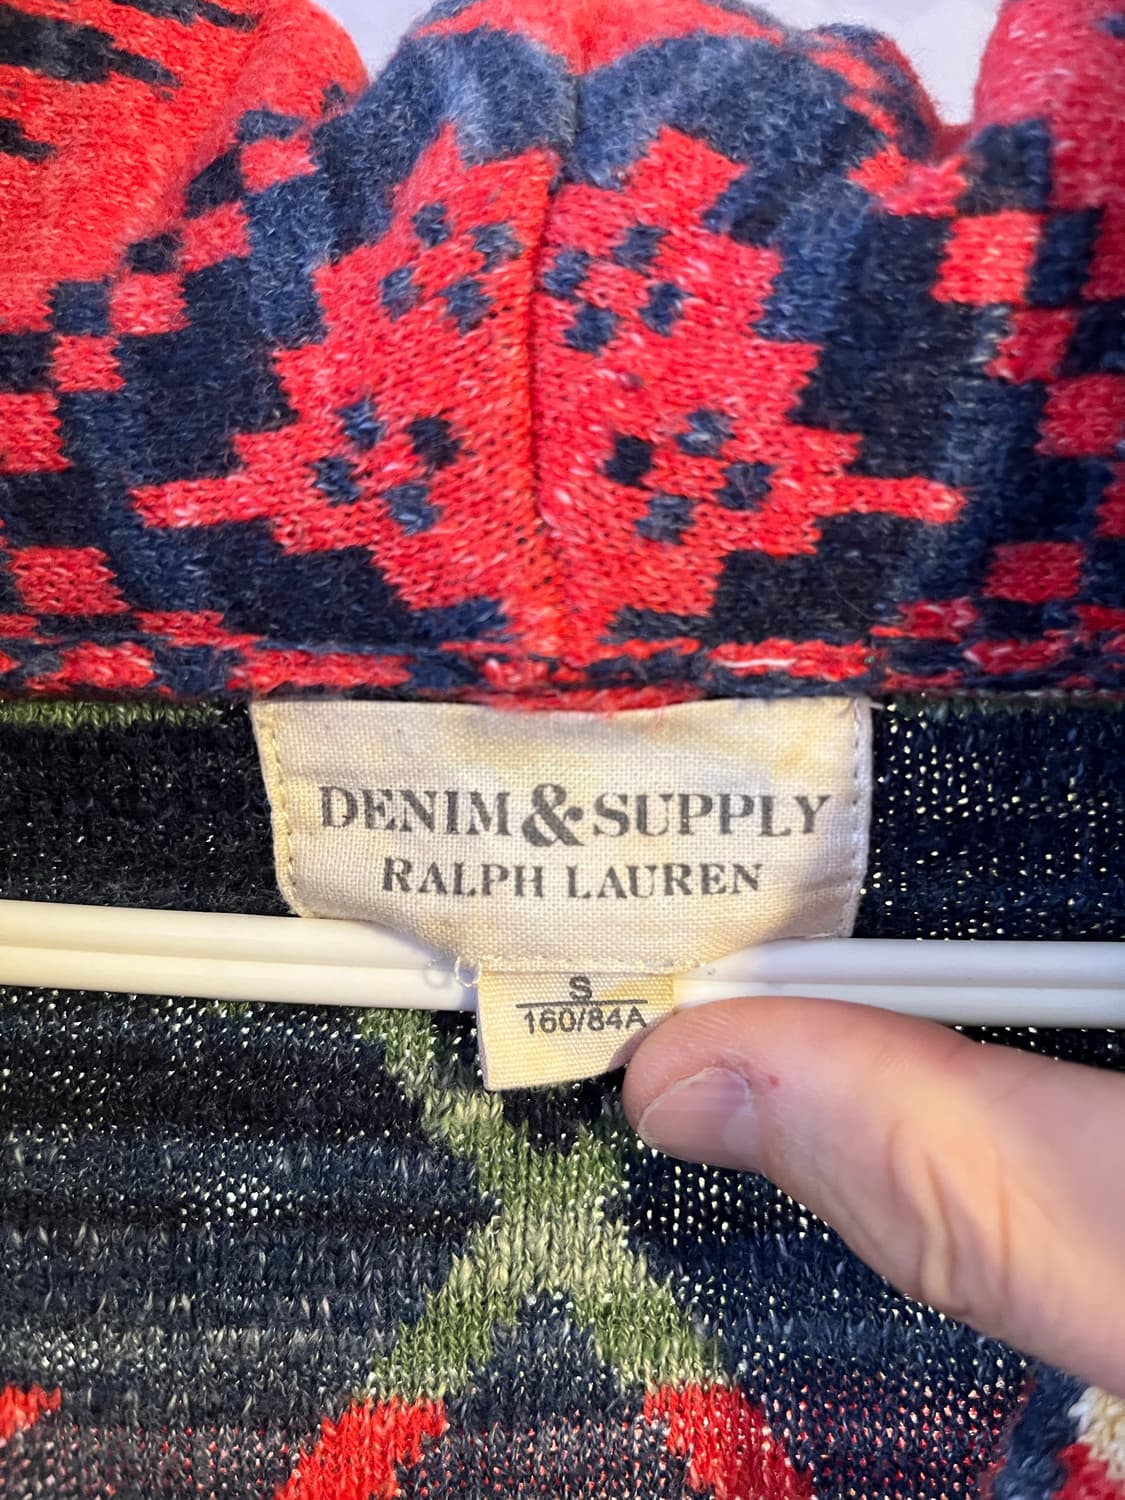 DENIM & SUPPLY
RALPH LAUREN
S
160/84A